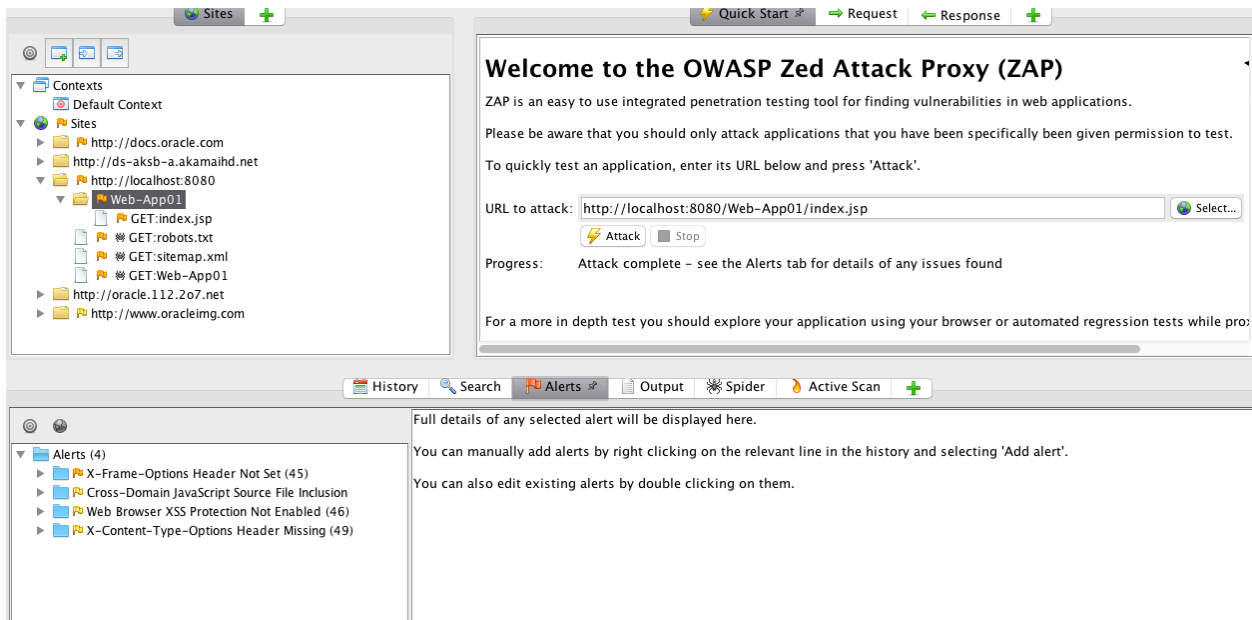 Sites
Quick Start
Request
Response
Contexts
Default Context
Sites
http://docs.oracle.com
http://ds-aksb-a.akamaihd.net
http://localhost:8080
Web-App01
GET:index.jsp
GET:robots.txt
GET:sitemap.xml
GET:Web-App01
http://oracle.112.2o7.net
http://www.oracleimg.com
Welcome to the OWASP Zed Attack Proxy (ZAP)
ZAP is an easy to use integrated penetration testing tool for finding vulnerabilities in web applications.
Please be aware that you should only attack applications that you have been specifically been given permission to test.
To quickly test an application, enter its URL below and press 'Attack'.
URL to attack: http://localhost:8080/Web-App01/index.jsp Select...
Attack Stop
Progress: Attack complete - see the Alerts tab for details of any issues found
For a more in depth test you should explore your application using your browser or automated regression tests while
History Search Alerts Output Spider Active Scan
Alerts (4)
X-Frame-Options Header Not Set (45)
Cross-Domain JavaScript Source File Inclusion
Web Browser XSS Protection Not Enabled (46)
X-Content-Type-Options Header Missing (49)
Full details of any selected alert will be displayed here.
You can manually add alerts by right clicking on the relevant line in the history and selecting 'Add alert'.
You can also edit existing alerts by double clicking on them.